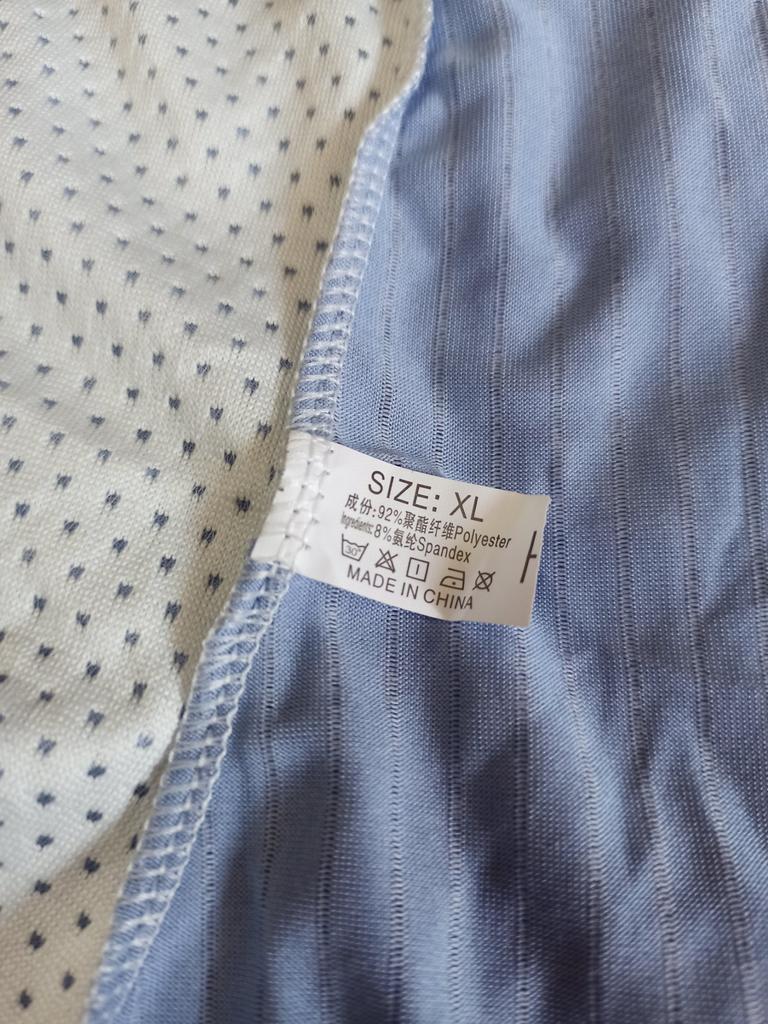 SIZE: XL
成份:92%聚酯纤维Polyester
Ingredients:8%氨纶Spandex
30°
MADE IN CHINA